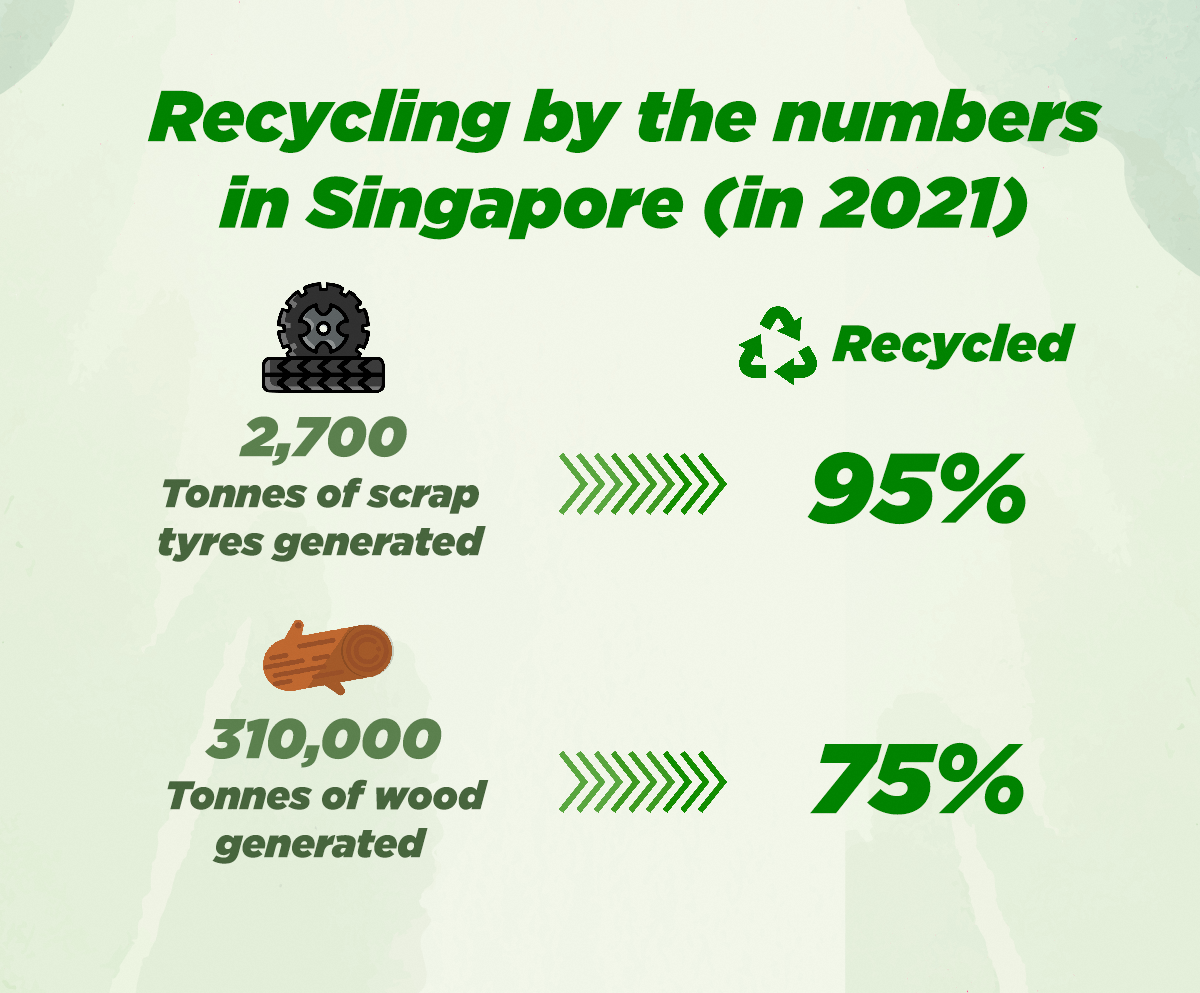 Recycling by the numbers
in Singapore (in 2021)
Recycled
2,700
Tonnes of scrap
tyres generated
95%
310,000
Tonnes of wood
generated
75%